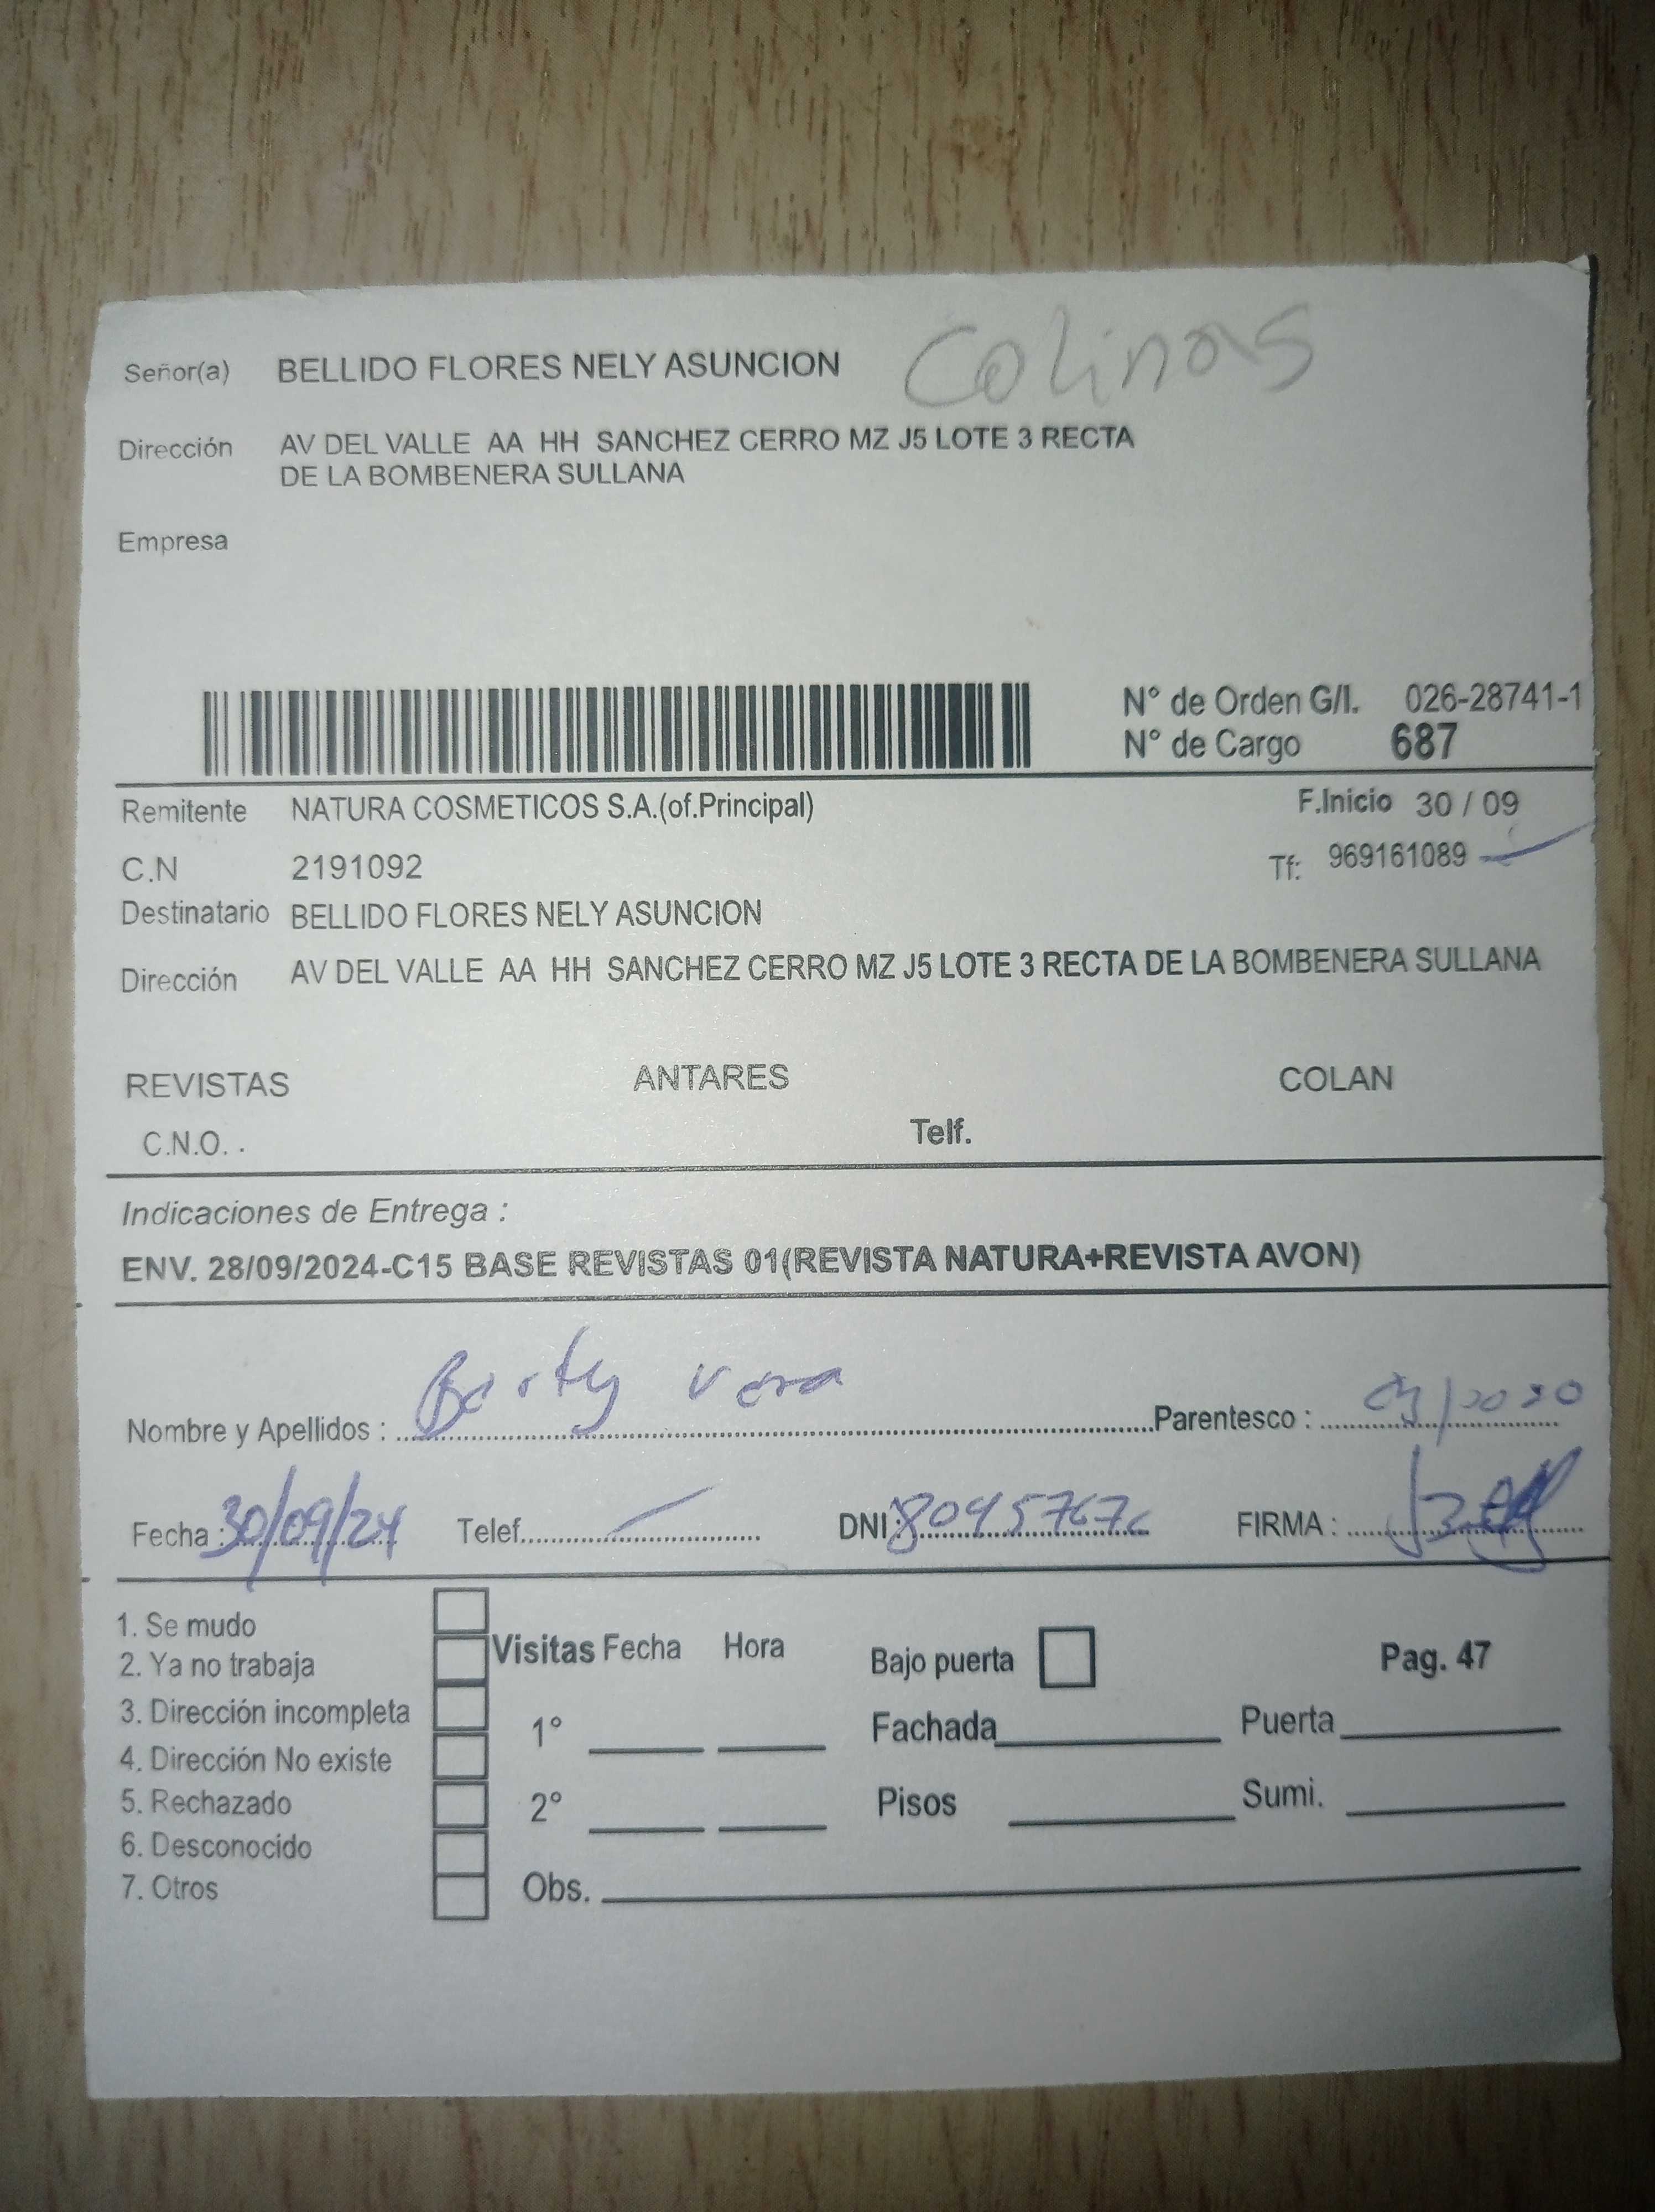 Señor(a) BELLIDO FLORES NELY ASUNCION Colinas
Dirección AV DEL VALLE AA HH SANCHEZ CERRO MZ J5 LOTE 3 RECTA
DE LA BOMBENERA SULLANA
Empresa
N° de Orden G/I. 026-28741-1
N° de Cargo 687
Remitente NATURA COSMETICOS S.A.(of.Principal) F.Inicio 30 / 09
C.N 2191092 Tf: 969161089
Destinatario BELLIDO FLORES NELY ASUNCION
Dirección AV DEL VALLE AA HH SANCHEZ CERRO MZ J5 LOTE 3 RECTA DE LA BOMBENERA SULLANA
REVISTAS ANTARES COLAN
C.N.O. . Telf.
Indicaciones de Entrega :
ENV. 28/09/2024-C15 BASE REVISTAS 01(REVISTA NATURA+REVISTA AVON)
Nombre y Apellidos : Vera Parentesco :
Fecha : 30/09/24 Telef. DNI: FIRMA :
1. Se mudo
2. Ya no trabaja
3. Dirección incompleta
4. Dirección No existe
5. Rechazado
6. Desconocido
7. Otros
Visitas Fecha Hora
1°
2°
Obs.
Bajo puerta Pag. 47
Fachada Puerta
Pisos Sumi.